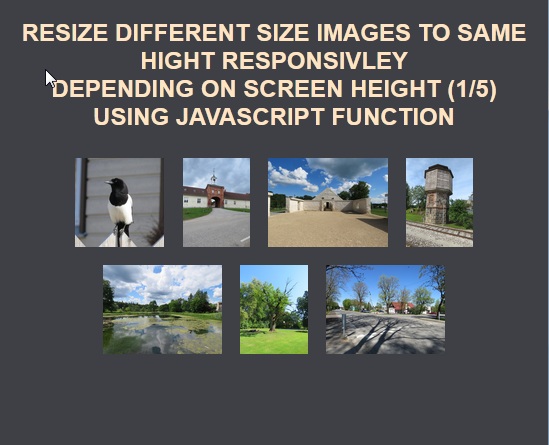 RESIZE DIFFERENT SIZE IMAGES TO SAME
HIGHT RESPONSIVLEY
DEPENDING ON SCREEN HEIGHT (1/5)
USING JAVASCRIPT FUNCTION